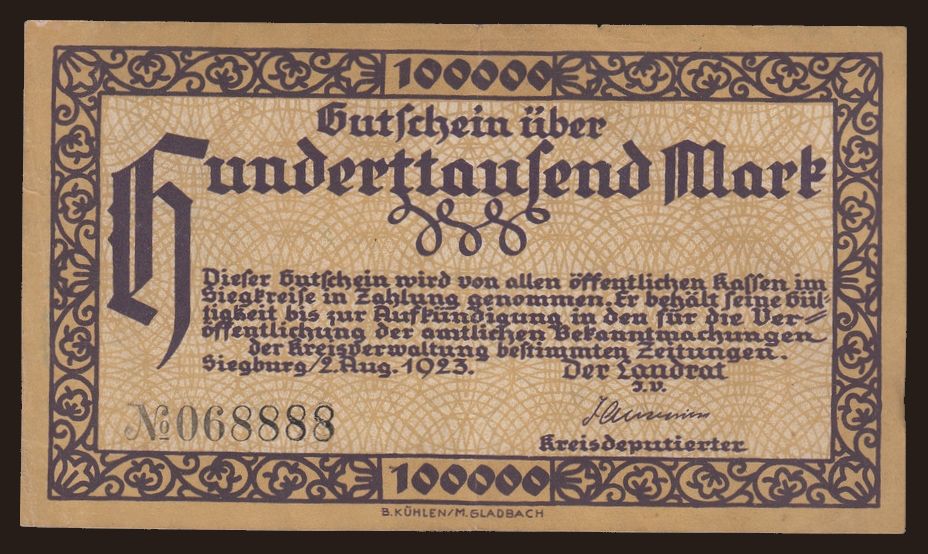 100000
Gutschein über
Hunderttausend Mark
Dieser Gutschein wird von allen öffentlichen Kassen im
Siegkreise in Zahlung genommen. Er behält seine Gül-
tigkeit bis zur Aufkündigung in den für die Ver-
öffentlichung der amtlichen Bekanntmachungen
der Kreisverwaltung bestimmten Zeitungen.
Siegburg/2. Aug. 1923. Der Landrat
I.V.
Kreisdeputierter
No 068888
100000
B. KÜHLEN/M. GLADBACH